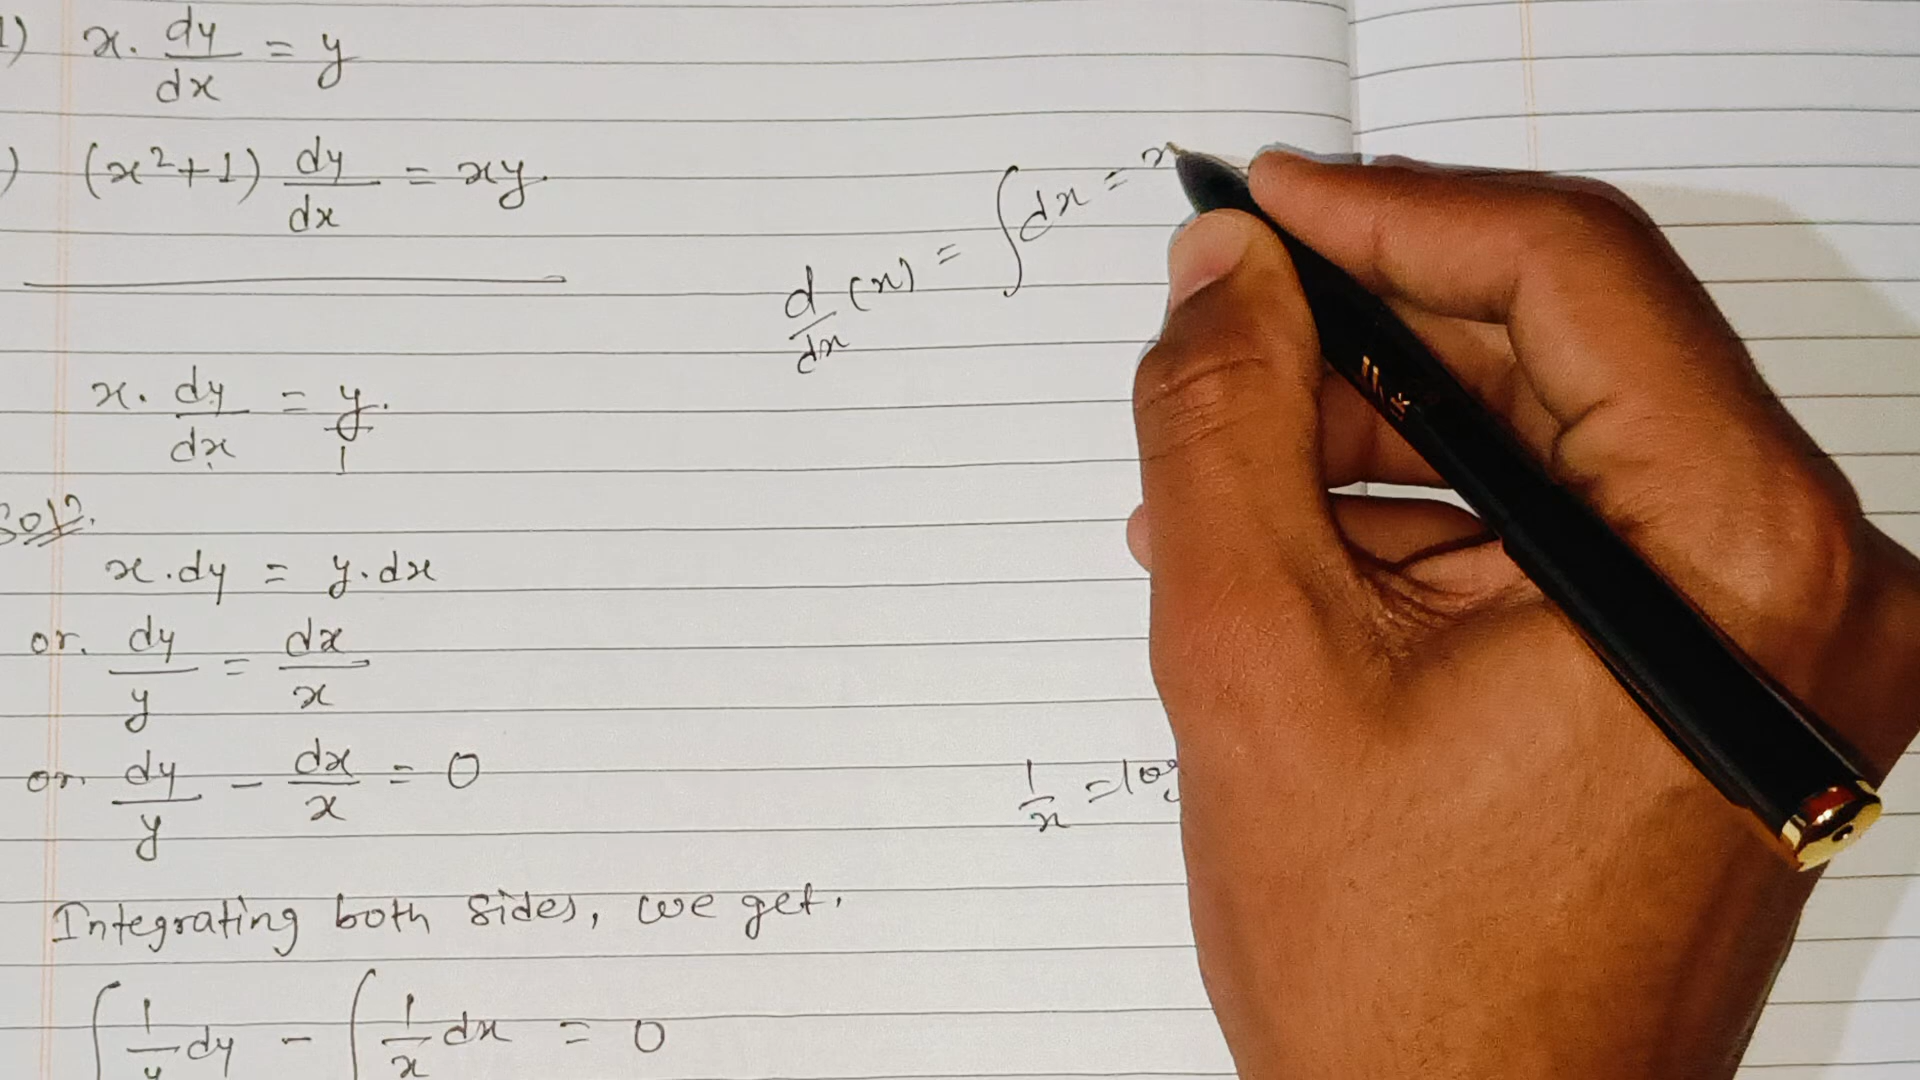 1) x. dy/dx = y
) (x²+1) dy/dx = xy.
d/dx (x) = ∫dx = x
x. dy/dx = y./1
Solⁿ.
x.dy = y.dx
or. dy/y = dx/x
or. dy/y - dx/x = 0
1/x = log
Integrating both sides, we get,
∫ 1/y dy - ∫ 1/x dx = 0